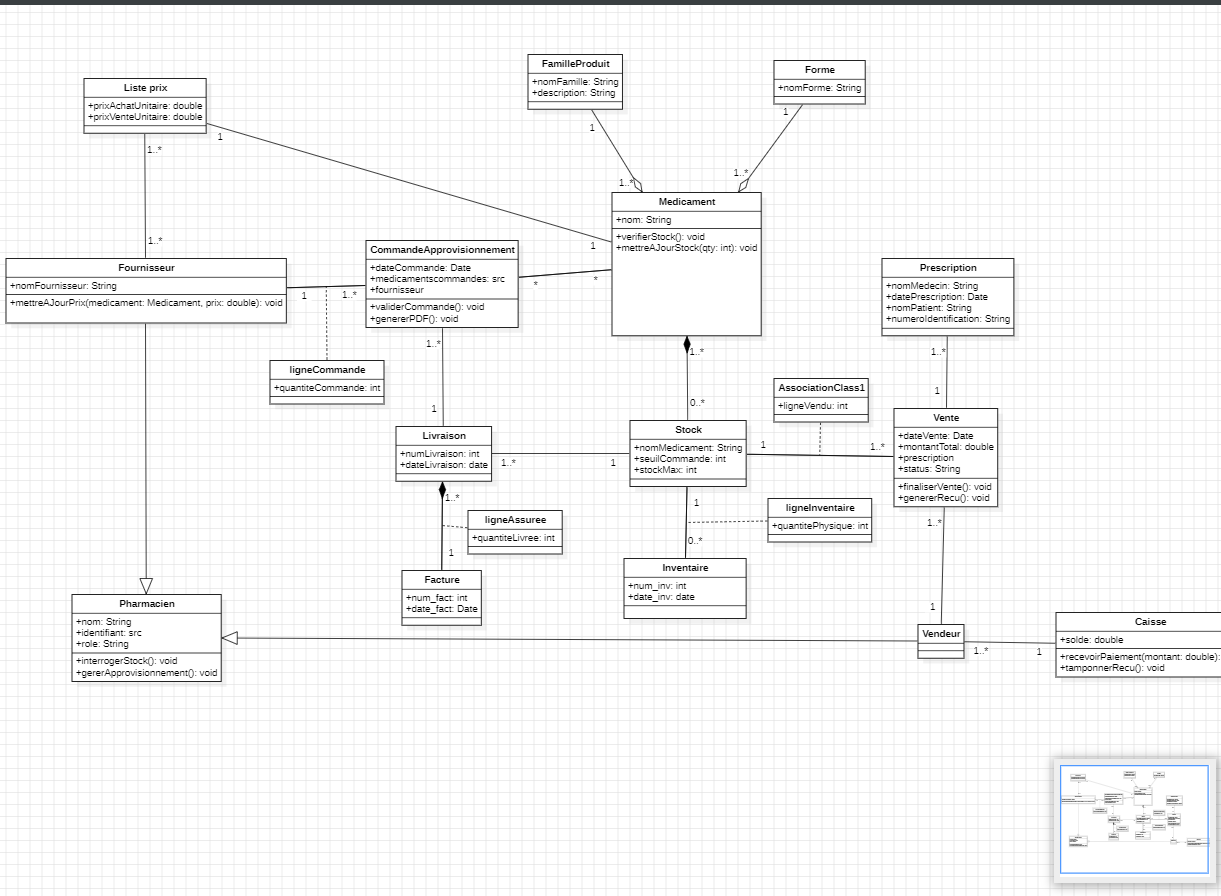 FamilleProduit
+nomFamille: String
+description: String
Forme
+nomForme: String
Liste prix
+prixAchatUnitaire: double
+prixVenteUnitaire: double
1
1
1
1..*
1..*
1..*
Medicament
+nom: String
+verifierStock(): void
+mettreAJourStock(qty: int): void
1..*
1
CommandeApprovisionnement
+dateCommande: Date
+medicamentscommandes: src
+fournisseur
+validerCommande(): void
+genererPDF(): void
Fournisseur
+nomFournisseur: String
+mettreAJourPrix(medicament: Medicament, prix: double): void
1
1..*
*
*
Prescription
+nomMedecin: String
+datePrescription: Date
+nomPatient: String
+numeroIdentification: String
1..*
1..*
1..*
ligneCommande
+quantiteCommande: int
AssociationClass1
+ligneVendu: int
1
0..*
1
Livraison
+numLivraison: int
+dateLivraison: date
Stock
+nomMedicament: String
+seuilCommande: int
+stockMax: int
Vente
+dateVente: Date
+montantTotal: double
+prescription
+status: String
+finaliserVente(): void
+genererRecu(): void
1..*
1
1
1..*
1..*
1
ligneAssuree
+quantiteLivree: int
ligneInventaire
+quantitePhysique: int
1..*
1
0..*
Facture
+num_fact: int
+date_fact: Date
Inventaire
+num_inv: int
+date_inv: date
Pharmacien
+nom: String
+identifiant: src
+role: String
+interrogerStock(): void
+gererApprovisionnement(): void
1
Vendeur
1..*
1
Caisse
+solde: double
+recevoirPaiement(montant: double):
+tamponnerRecu(): void